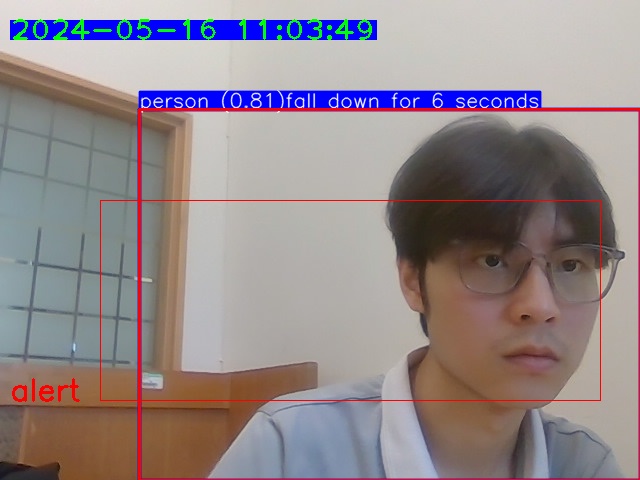 2024-05-16 11:03:49
person (0.81)fall down for 6 seconds
alert